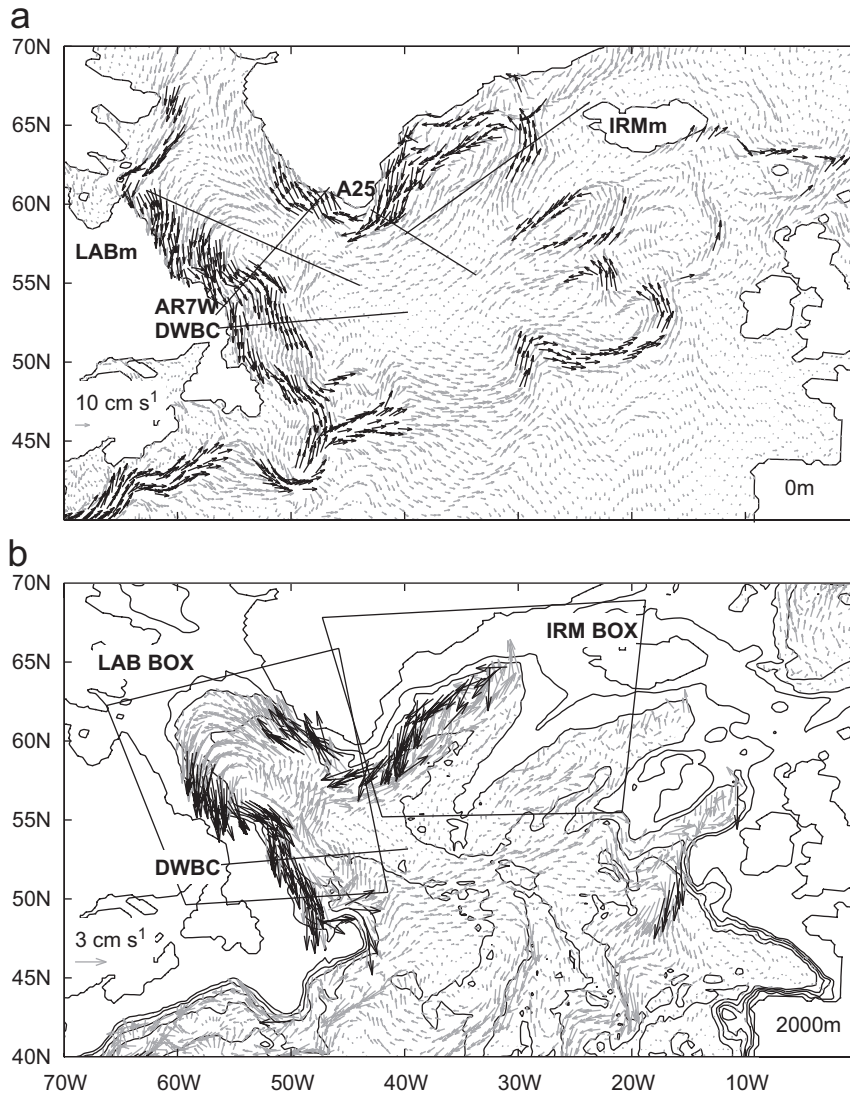 a
70N
65N
IRMm
A25
60N
LABm
55N
AR7W
DWBC
50N
10 cm s1
45N
0m
b
70N
IRM BOX
LAB BOX
65N
60N
55N
DWBC
50N
3 cm s1
45N
2000m
40N
70W 60W 50W 40W 30W 20W 10W